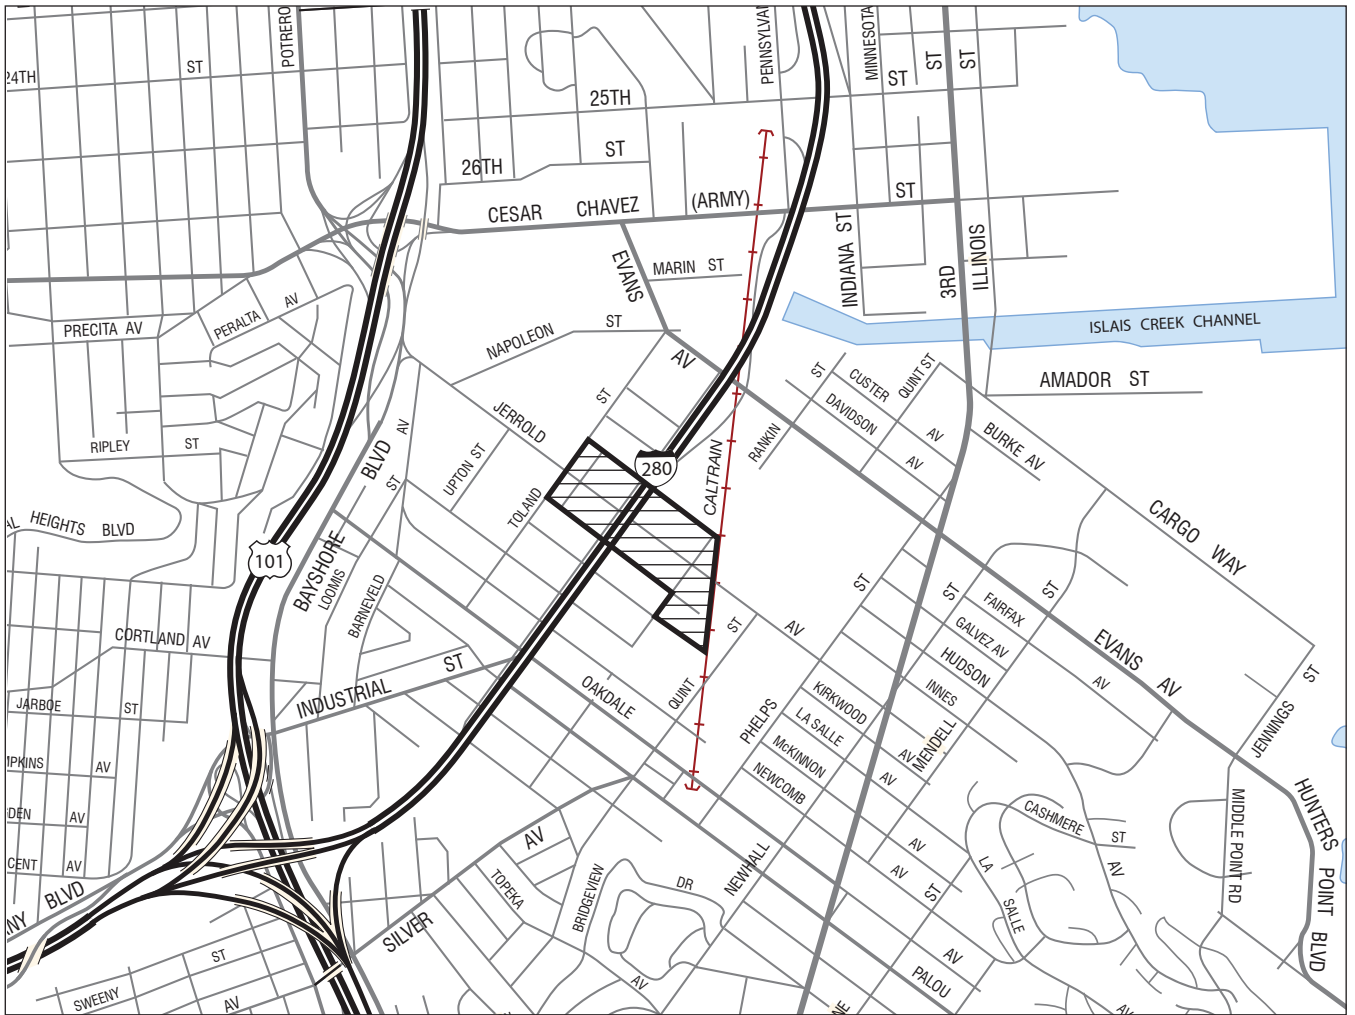 24TH
ST
POTRERO
25TH
PENNSYLVA
MINNESOTA
ST
ST
ST
26TH
ST
CESAR CHAVEZ (ARMY) ST
EVANS
MARIN ST
INDIANA ST
3RD
ILLINOIS
ISLAIS CREEK CHANNEL
PRECITA AV
PERALTA AV
NAPOLEON ST
AV
ST
CUSTER
QUINT ST
AMADOR ST
DAVIDSON
AV
AV
BURKE AV
JERROLD
ST
RANKIN
CALTRAIN
280
RIPLEY ST
BLVD
AV
ST
UPTON ST
TOLAND
HEIGHTS BLVD
101
BAYSHORE
LOOMIS
BARNEVELD
CARGO WAY
ST
ST
ST
FAIRFAX
GALVEZ AV
HUDSON
INNES
EVANS AV
AV
CORTLAND AV
INDUSTRIAL ST
OAKDALE
QUINT
ST
AV
PHELPS
KIRKWOOD
LA SALLE
McKINNON
NEWCOMB
AV
AV
MENDELL
JENNINGS
ST
JARBOE ST
MPKINS AV
DEN AV
CENT AV
NY BLVD
SILVER
AV
TOPEKA
BRIDGEVIEW
DR
NEWHALL
AV
AV
ST
CASHMERE ST
AV
LA SALLE
MIDDLE POINT RD
HUNTERS POINT BLVD
SWEENY
ST
AV
AV
AV
PALOU
NE
AV